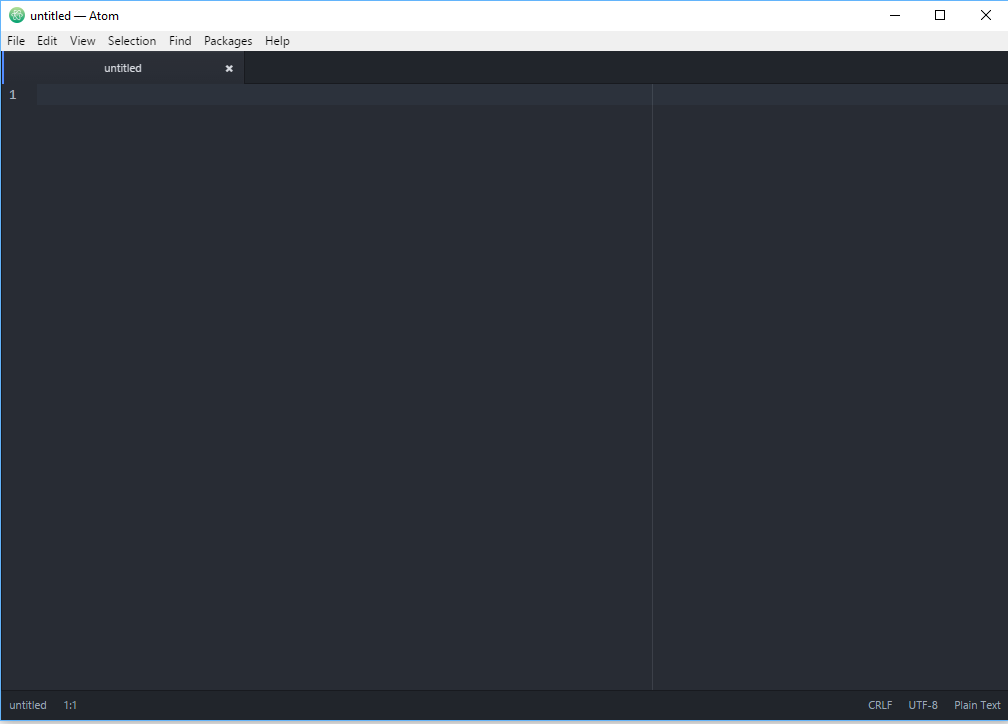 untitled — Atom
File Edit View Selection Find Packages Help
untitled
1
untitled 1:1 CRLF UTF-8 Plain Text